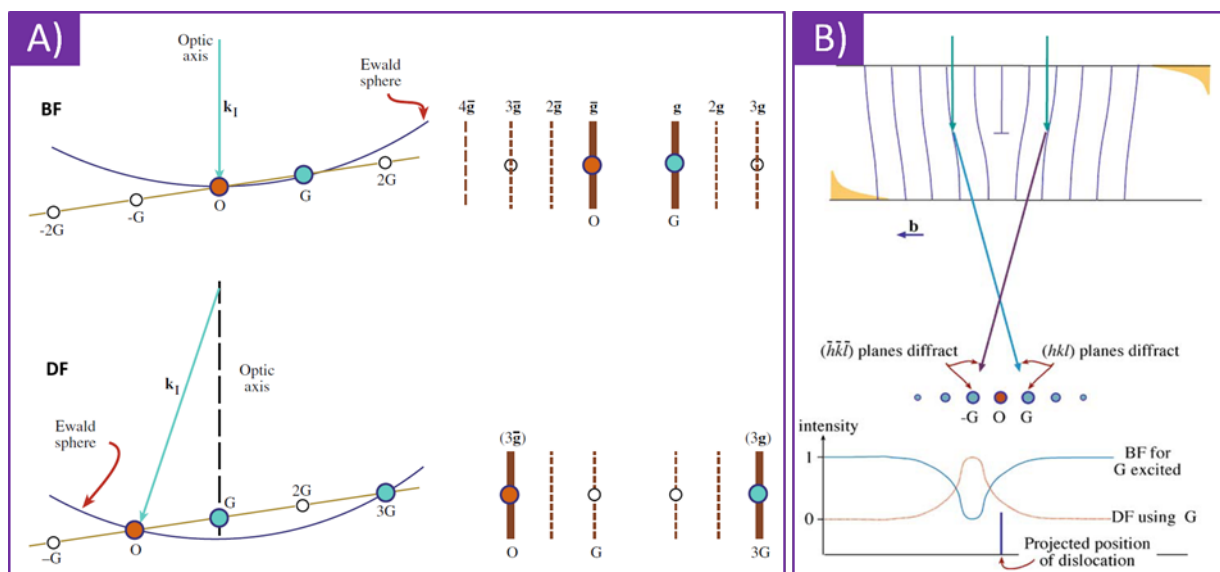 A)
Optic
axis
Ewald
sphere
BF
k_I
4g̅ 3g̅ 2g̅ g̅ g 2g 3g
-2G -G O G 2G
O G
DF
k_I
Optic
axis
Ewald
sphere
–G O G 2G 3G
(3g̅) (3g)
O G 3G
B)
b
(h̅k̅l̅) planes diffract (hkl) planes diffract
-G O G
intensity
1
BF for
G excited
0
DF using G
Projected position
of dislocation